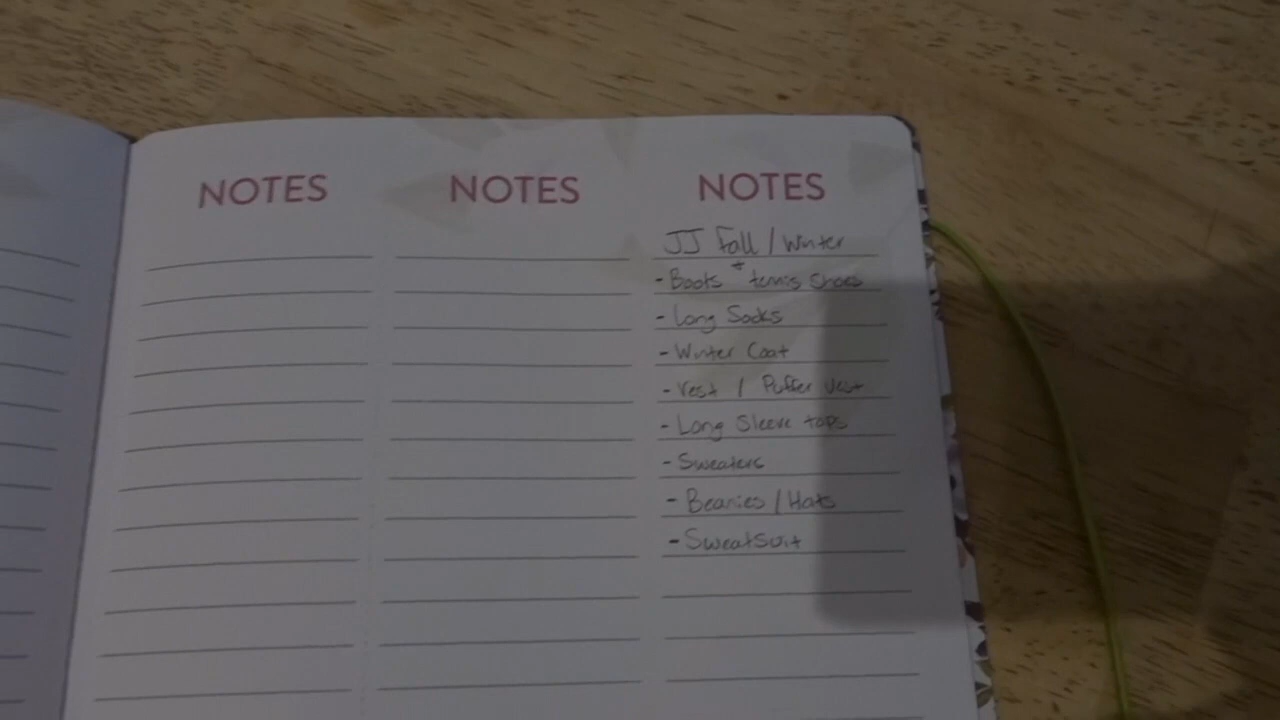 NOTES NOTES NOTES
JJ Fall / Winter
- Boots + tennis shoes
- Long Socks
- Winter Coat
- Vest / Puffer Vest
- Long Sleeve tops
- Sweaters
- Beanies / Hats
- Sweatsuit